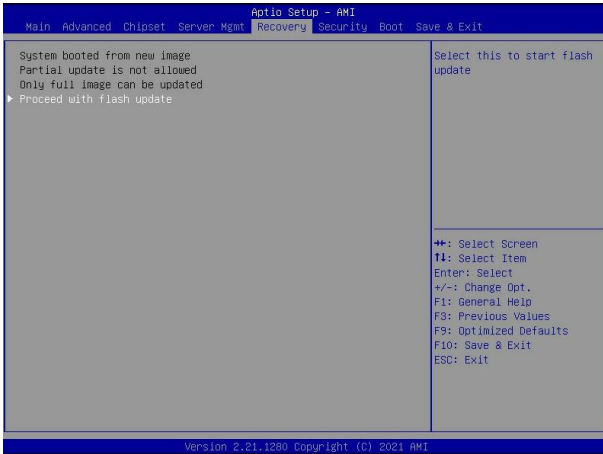 Aptio Setup – AMI
Main Advanced Chipset Server Mgmt Recovery Security Boot Save & Exit
System booted from new image
Partial update is not allowed
Only full image can be updated
▶ Proceed with flash update
Select this to start flash
update
→←: Select Screen
↑↓: Select Item
Enter: Select
+/-: Change Opt.
F1: General Help
F3: Previous Values
F9: Optimized Defaults
F10: Save & Exit
ESC: Exit
Version 2.21.1280 Copyright (C) 2021 AMI